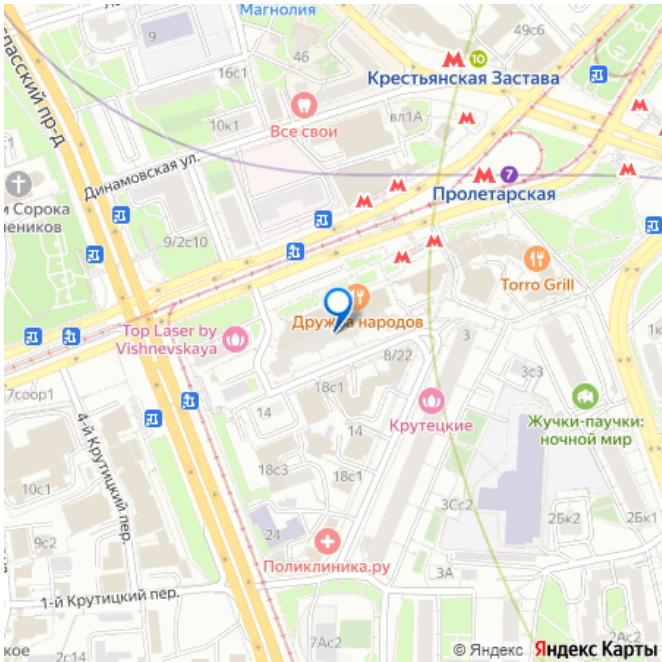 Магнолия
9
46
49с6
16с1
10
Крестьянская Застава
Все свои
вл1А
10к1
Динамовская ул.
7
Пролетарская
и Сорока
9/2с10
Torro Grill
Дружба народов
Top Laser by
Vishnevskaya
3
8/22
3с3
7соор1
18с1
14
Крутецкие
Жучки-паучки:
ночной мир
4-й Крутицкий пер.
14
18с3
18с1
10с1
3Сс2
2Бк2
2Бк1
24
9с2
Поликлиника.ру
3А
1-й Крутицкий пер.
7Ас2
2Ас2
2с14
© Яндекс Яндекс Карты